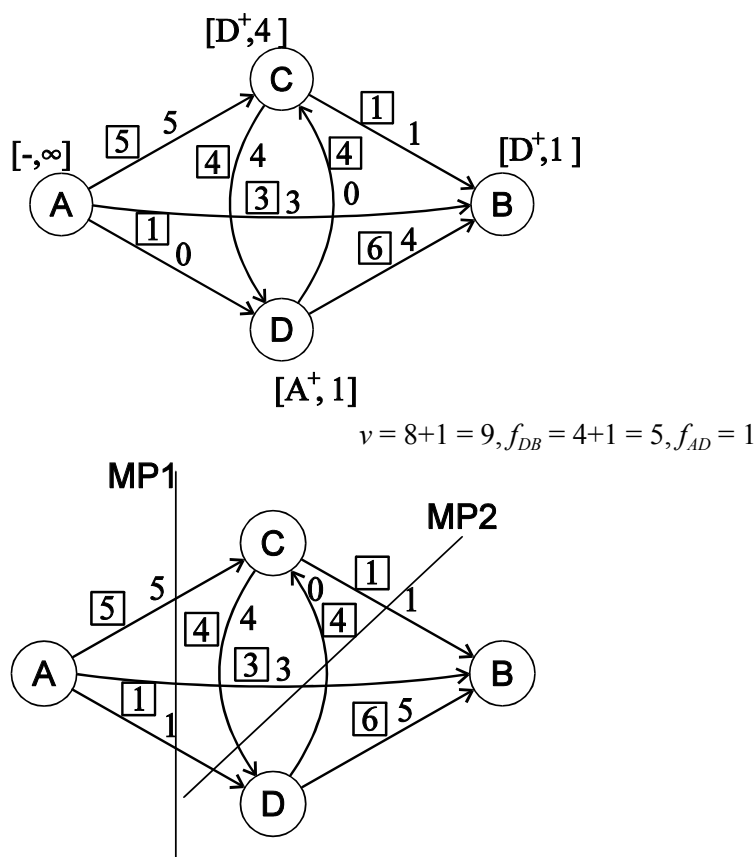 [D⁺,4 ]
C
5 5 1 1
[-,∞] 4 4 4 [D⁺,1 ]
A 3 3 0 B
1 0 6 4
D
[A⁺, 1]
v = 8+1 = 9, f_DB = 4+1 = 5, f_AD = 1
MP1
MP2
C
5 5 0 1 1
4 4 4
A 3 3 B
1 1 6 5
D